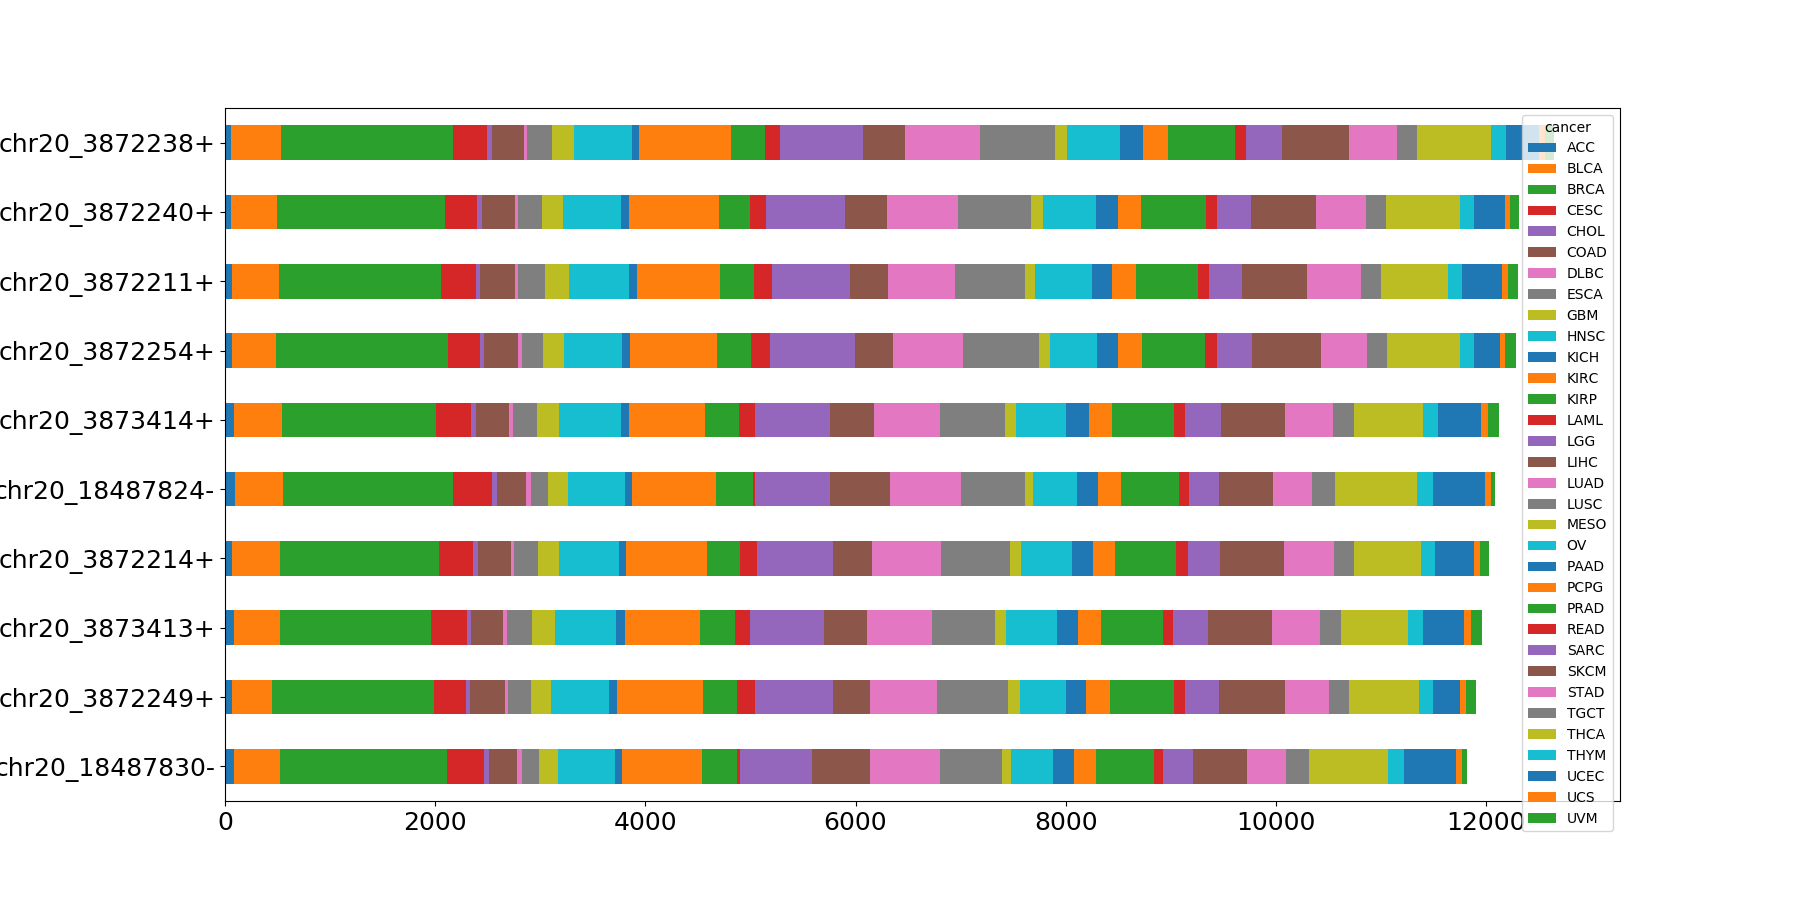 chr20_3872238+
chr20_3872240+
chr20_3872211+
chr20_3872254+
chr20_3873414+
chr20_18487824-
chr20_3872214+
chr20_3873413+
chr20_3872249+
chr20_18487830-
0 2000 4000 6000 8000 10000 12000
cancer
ACC
BLCA
BRCA
CESC
CHOL
COAD
DLBC
ESCA
GBM
HNSC
KICH
KIRC
KIRP
LAML
LGG
LIHC
LUAD
LUSC
MESO
OV
PAAD
PCPG
PRAD
READ
SARC
SKCM
STAD
TGCT
THCA
THYM
UCEC
UCS
UVM